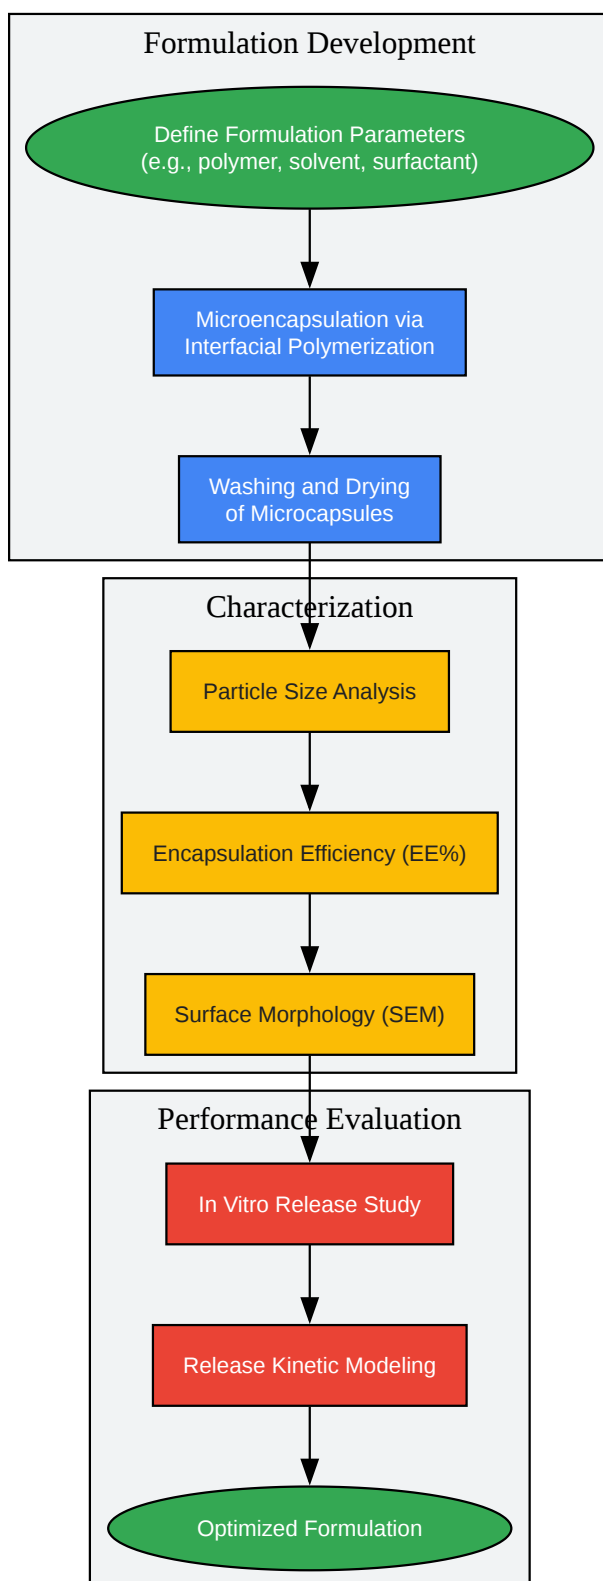 Formulation Development
Define Formulation Parameters
(e.g., polymer, solvent, surfactant)
Microencapsulation via
Interfacial Polymerization
Washing and Drying
of Microcapsules
Characterization
Particle Size Analysis
Encapsulation Efficiency (EE%)
Surface Morphology (SEM)
Performance Evaluation
In Vitro Release Study
Release Kinetic Modeling
Optimized Formulation